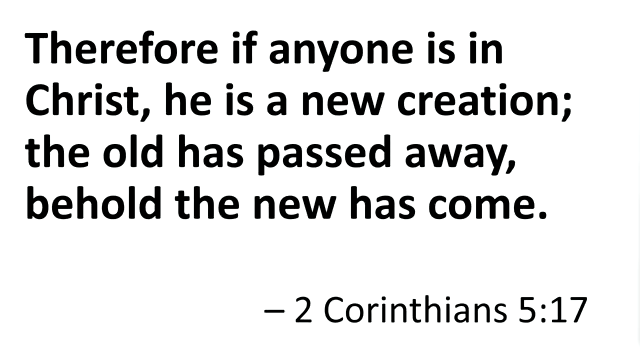 Therefore if anyone is in
Christ, he is a new creation;
the old has passed away,
behold the new has come.
– 2 Corinthians 5:17